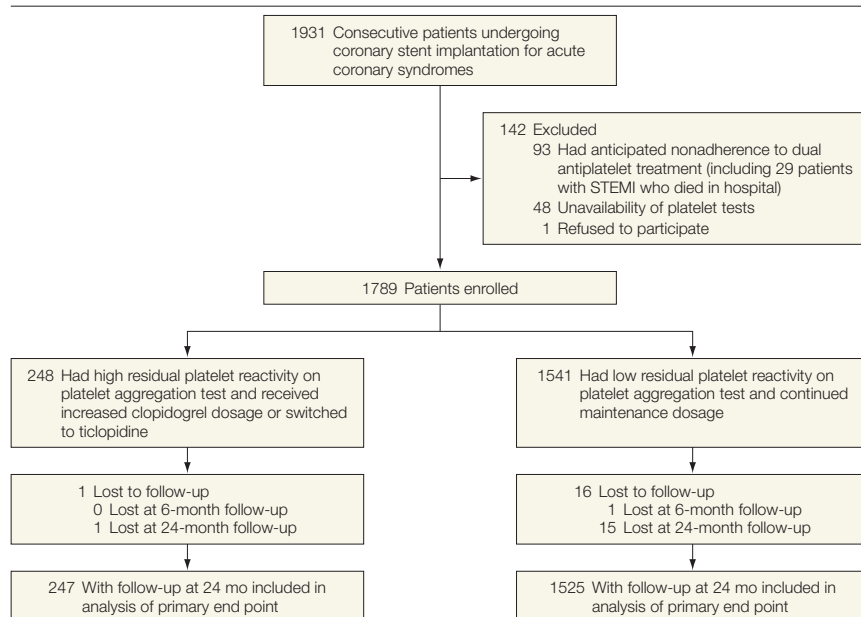 1931 Consecutive patients undergoing
coronary stent implantation for acute
coronary syndromes
142 Excluded
93 Had anticipated nonadherence to dual
antiplatelet treatment (including 29 patients
with STEMI who died in hospital)
48 Unavailability of platelet tests
1 Refused to participate
1789 Patients enrolled
248 Had high residual platelet reactivity on
platelet aggregation test and received
increased clopidogrel dosage or switched
to ticlopidine
1541 Had low residual platelet reactivity on
platelet aggregation test and continued
maintenance dosage
1 Lost to follow-up
0 Lost at 6-month follow-up
1 Lost at 24-month follow-up
16 Lost to follow-up
1 Lost at 6-month follow-up
15 Lost at 24-month follow-up
247 With follow-up at 24 mo included in
analysis of primary end point
1525 With follow-up at 24 mo included in
analysis of primary end point